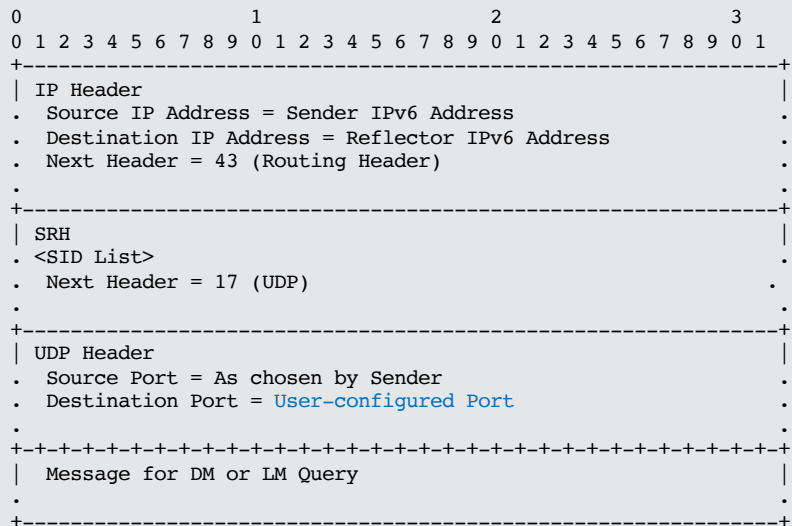 0                   1                   2                   3
0 1 2 3 4 5 6 7 8 9 0 1 2 3 4 5 6 7 8 9 0 1 2 3 4 5 6 7 8 9 0 1
+---------------------------------------------------------------+
| IP Header                                                     |
.  Source IP Address = Sender IPv6 Address                      .
.  Destination IP Address = Reflector IPv6 Address              .
.  Next Header = 43 (Routing Header)                            .
.                                                               .
+---------------------------------------------------------------+
| SRH                                                           |
. <SID List>                                                    .
.  Next Header = 17 (UDP)                                      .
.                                                               .
+---------------------------------------------------------------+
| UDP Header                                                    |
.  Source Port = As chosen by Sender                            .
.  Destination Port = User-configured Port                      .
.                                                               .
+-+-+-+-+-+-+-+-+-+-+-+-+-+-+-+-+-+-+-+-+-+-+-+-+-+-+-+-+-+-+-+-+
|  Message for DM or LM Query                                   |
.                                                               .
+---------------------------------------------------------------+